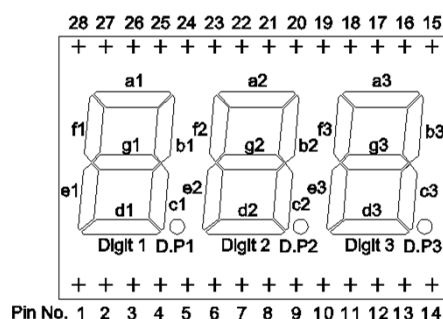 28 27 26 25 24 23 22 21 20 19 18 17 16 15
a1 a2 a3
f1 g1 b1 f2 g2 b2 f3 g3 b3
e1 d1 c1 e2 d2 c2 e3 d3 c3
Digit 1 D.P1 Digit 2 D.P2 Digit 3 D.P3
Pin No. 1 2 3 4 5 6 7 8 9 10 11 12 13 14